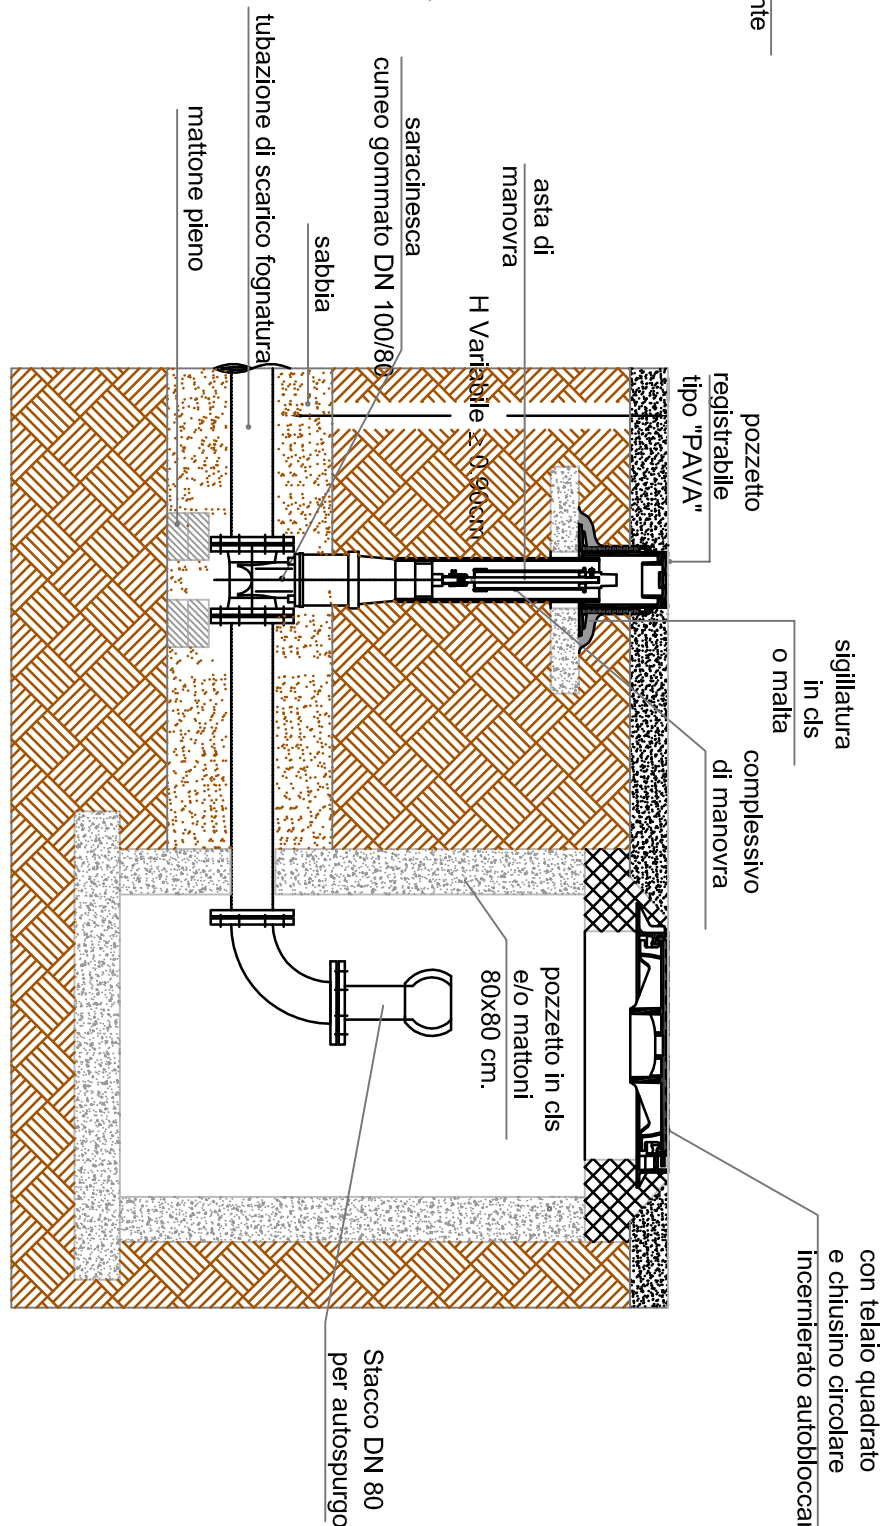 nte
tubazione di scarico fognatura
mattone pieno
sabbia
saracinesca
cuneo gommato DN 100/80
asta di
manovra
H Variabile ≥ 0,90cm
pozzetto
registrabile
tipo "PAVA"
sigillatura
in cls
o malta
complessivo
di manovra
pozzetto in cls
e/o mattoni
80x80 cm.
con telaio quadrato
e chiusino circolare
incernierato autobloccan
Stacco DN 80
per autospurgo